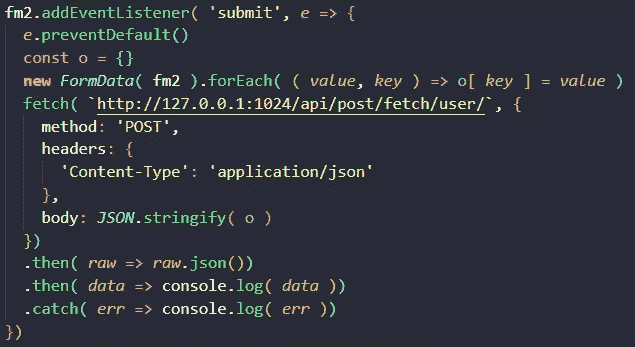 fm2.addEventListener( 'submit', e => {
  e.preventDefault()
  const o = {}
  new FormData( fm2 ).forEach( ( value, key ) => o[ key ] = value )
  fetch( `http://127.0.0.1:1024/api/post/fetch/user/`, {
    method: 'POST',
    headers: {
      'Content-Type': 'application/json'
    },
    body: JSON.stringify( o )
  })
  .then( raw => raw.json())
  .then( data => console.log( data ))
  .catch( err => console.log( err ))
})